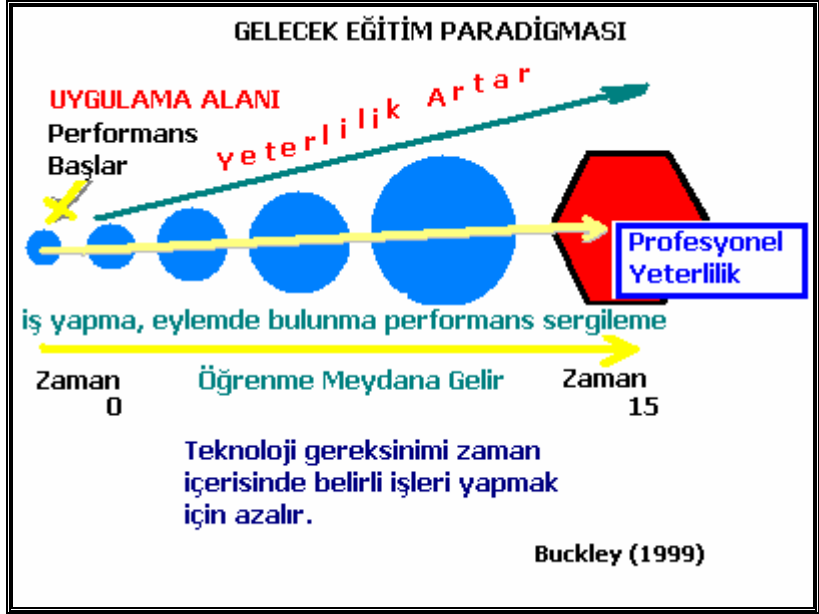 GELECEK EĞİTİM PARADİGMASI
UYGULAMA ALANI
Performans
Başlar
Yeterlilik Artar
Profesyonel
Yeterlilik
iş yapma, eylemde bulunma performans sergileme
Zaman
0
Öğrenme Meydana Gelir
Zaman
15
Teknoloji gereksinimi zaman
içerisinde belirli işleri yapmak
için azalır.
Buckley (1999)